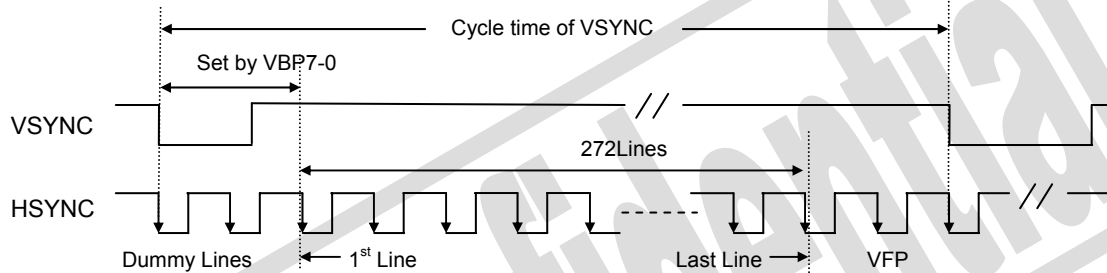 Cycle time of VSYNC
Set by VBP7-0
VSYNC
272Lines
HSYNC
Dummy Lines
1st Line
Last Line
VFP